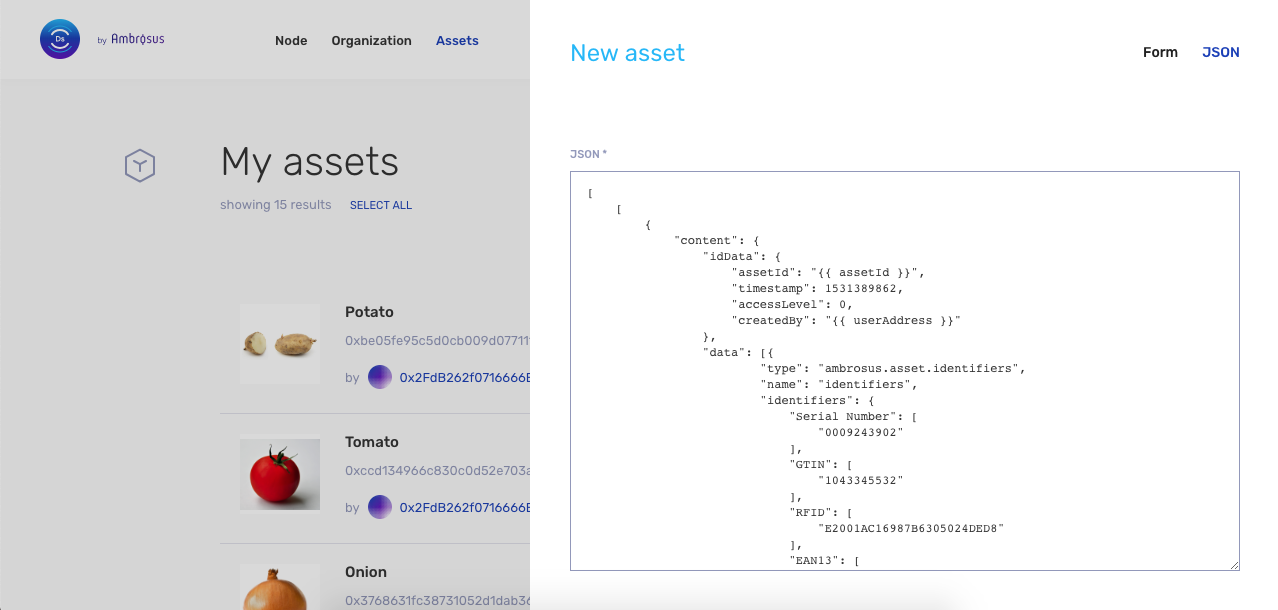 Ds
by Ambrosus
Node
Organization
Assets
My assets
showing 15 results
SELECT ALL
Potato
0xbe05fe95c5d0cb009d07711
by 0x2FdB262f0716666E
Tomato
0xccd134966c830c0d52e703a
by 0x2FdB262f0716666E
Onion
0x3768631fc38731052d1dab36
New asset
Form
JSON
JSON *
[
[
{
"content": {
"idData": {
"assetId": "{{ assetId }}",
"timestamp": 1531389862,
"accessLevel": 0,
"createdBy": "{{ userAddress }}"
},
"data": [{
"type": "ambrosus.asset.identifiers",
"name": "identifiers",
"identifiers": {
"Serial Number": [
"0009243902"
],
"GTIN": [
"1043345532"
],
"RFID": [
"E2001AC16987B6305024DED8"
],
"EAN13": [